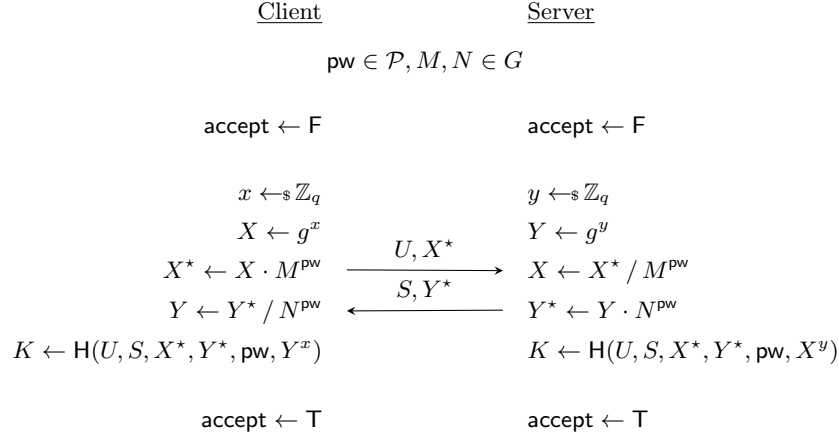 Client Server
pw ∈ 𝒫, M, N ∈ G
accept ← F accept ← F
x ←$ ℤ_q y ←$ ℤ_q
X ← g^x Y ← g^y
U, X^⋆
X^⋆ ← X · M^pw X ← X^⋆ / M^pw
S, Y^⋆
Y ← Y^⋆ / N^pw Y^⋆ ← Y · N^pw
K ← H(U, S, X^⋆, Y^⋆, pw, Y^x) K ← H(U, S, X^⋆, Y^⋆, pw, X^y)
accept ← T accept ← T